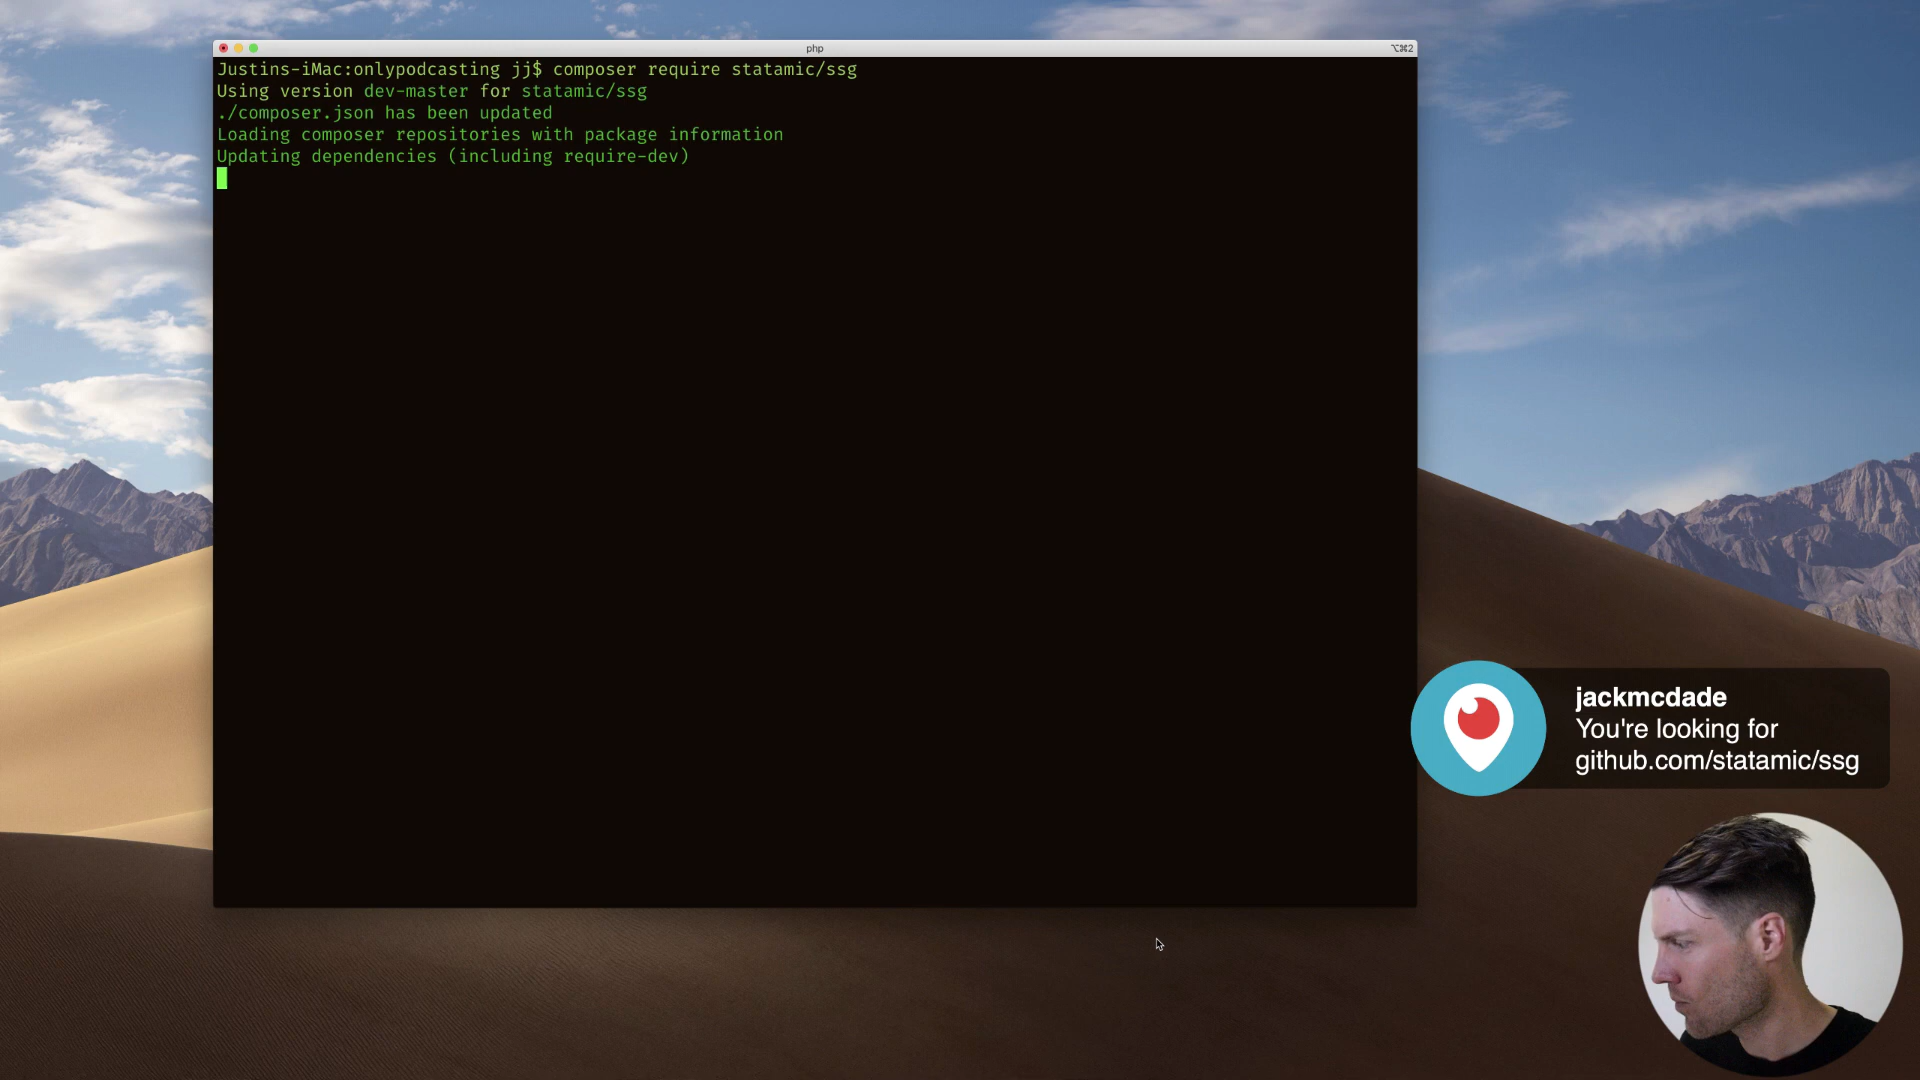 php
⌥⌘2
Justins-iMac:onlypodcasting jj$ composer require statamic/ssg
Using version dev-master for statamic/ssg
./composer.json has been updated
Loading composer repositories with package information
Updating dependencies (including require-dev)
jackmcdade
You're looking for
github.com/statamic/ssg